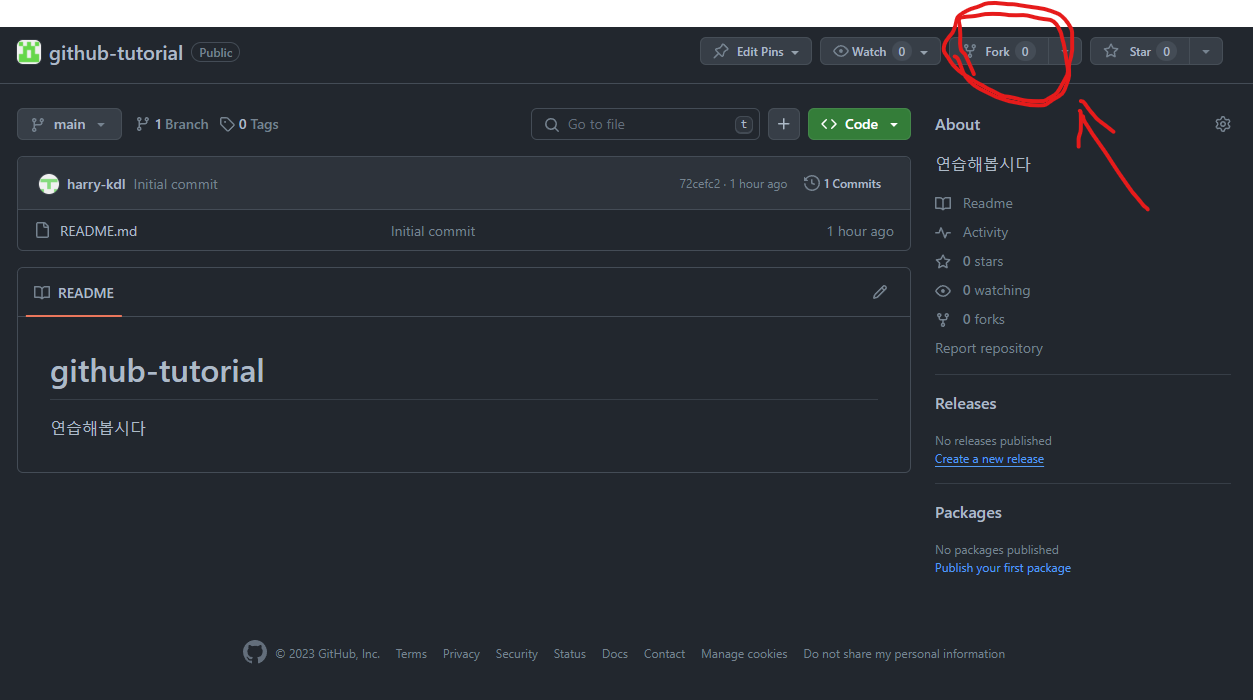 github-tutorial Public Edit Pins Watch 0 Fork 0 Star 0
main 1 Branch 0 Tags Go to file t + Code
harry-kdl Initial commit 72cefc2 · 1 hour ago 1 Commits
README.md Initial commit 1 hour ago
README
github-tutorial
연습해봅시다
About
연습해봅시다
Readme
Activity
0 stars
0 watching
0 forks
Report repository
Releases
No releases published
Create a new release
Packages
No packages published
Publish your first package
© 2023 GitHub, Inc. Terms Privacy Security Status Docs Contact Manage cookies Do not share my personal information